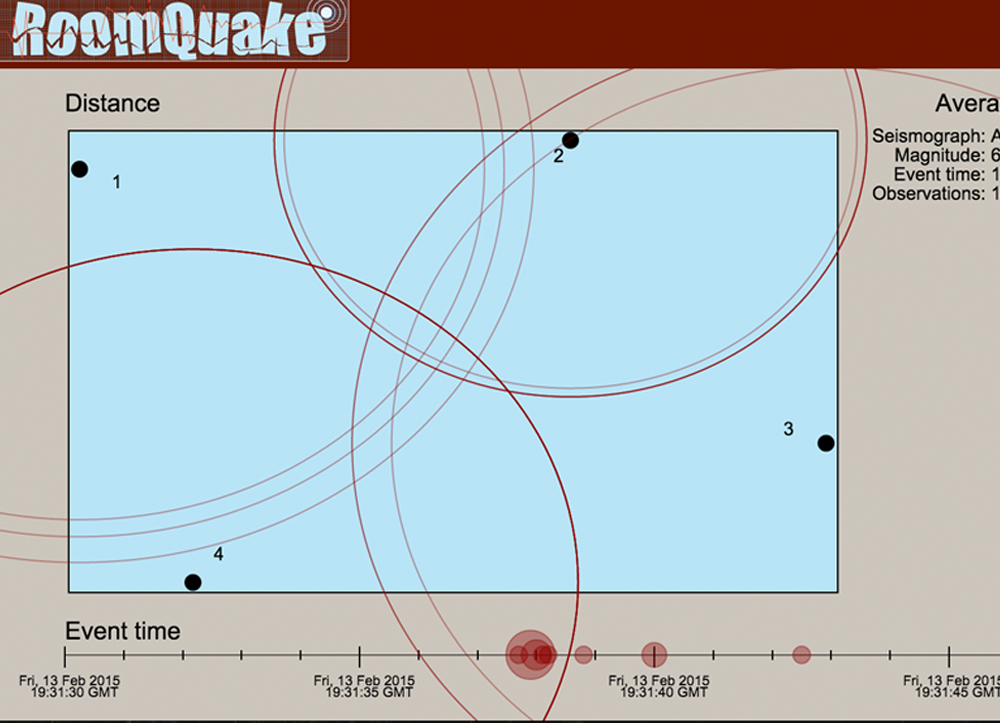 RoomQuake
Distance
Avera
Seismograph: A
Magnitude: 6
Event time: 1
Observations: 1
1
2
3
4
Event time
Fri, 13 Feb 2015
19:31:30 GMT
Fri, 13 Feb 2015
19:31:35 GMT
Fri, 13 Feb 2015
19:31:40 GMT
Fri, 13 Feb 2015
19:31:45 GMT